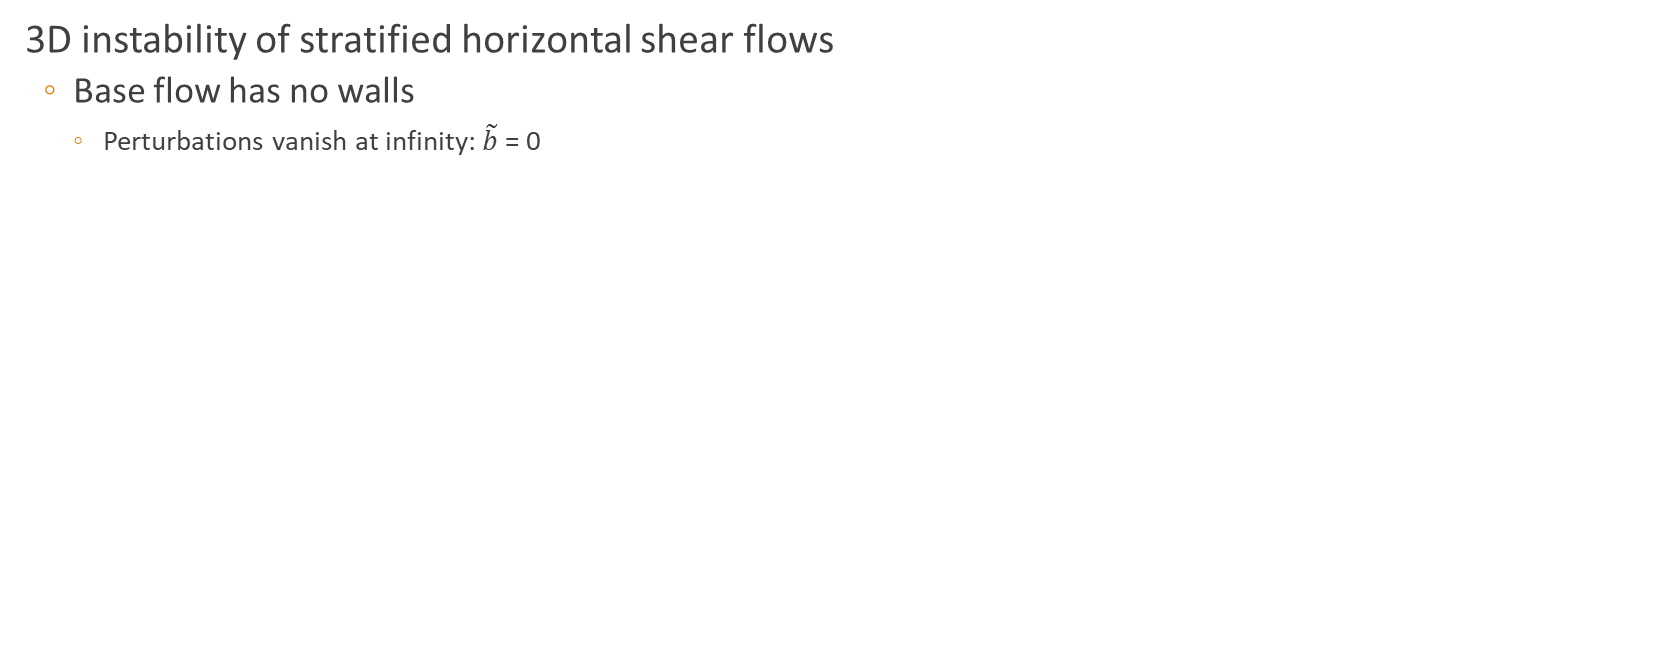 3D instability of stratified horizontal shear flows
◦ Base flow has no walls
◦ Perturbations vanish at infinity: b̃ = 0